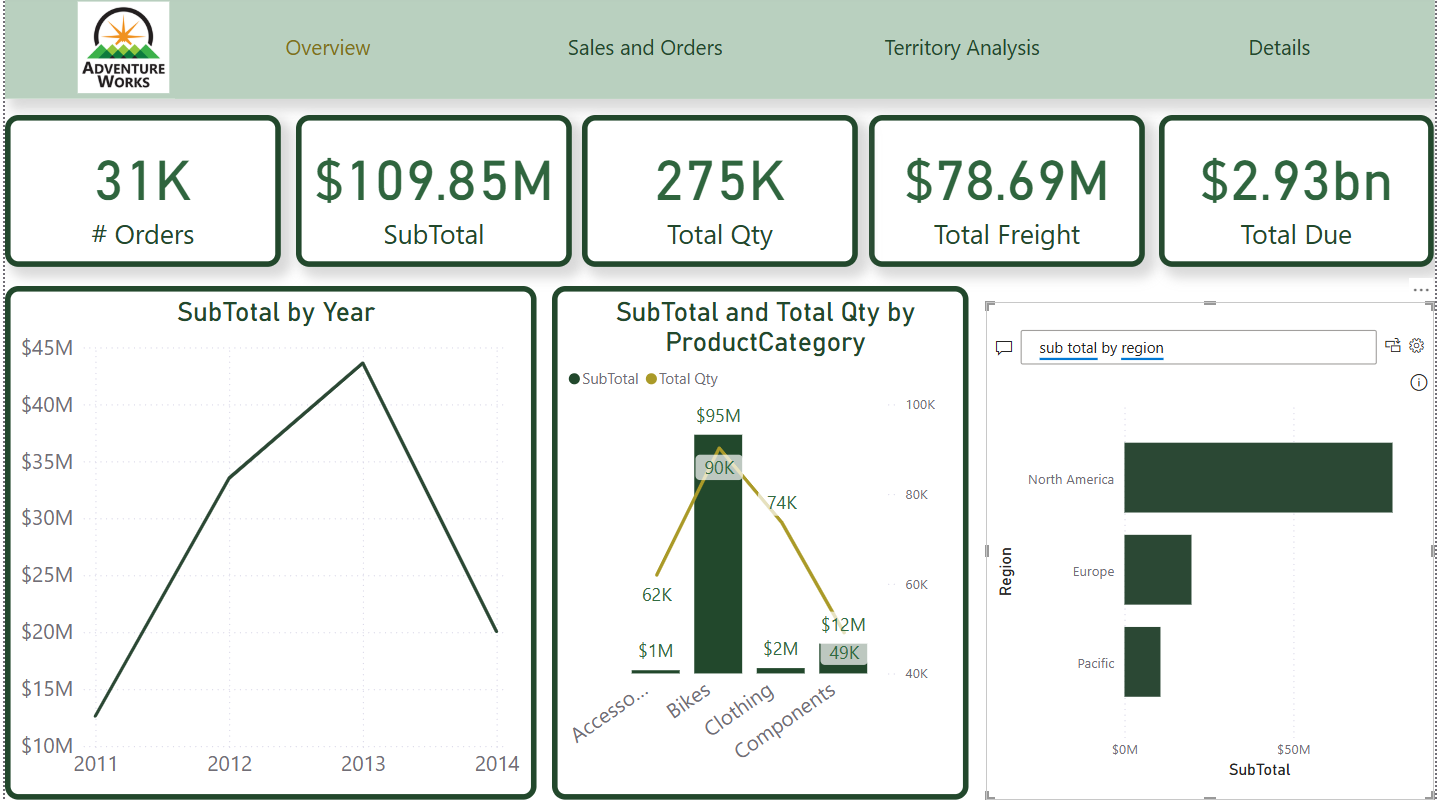 ADVENTURE
WORKS
Overview
Sales and Orders
Territory Analysis
Details
31K
# Orders
$109.85M
SubTotal
275K
Total Qty
$78.69M
Total Freight
$2.93bn
Total Due
SubTotal by Year
$45M
$40M
$35M
$30M
$25M
$20M
$15M
$10M
2011
2012
2013
2014
SubTotal and Total Qty by
ProductCategory
SubTotal
Total Qty
100K
80K
60K
40K
$95M
90K
74K
62K
$1M
$2M
$12M
49K
Accesso...
Bikes
Clothing
Components
sub total by region
Region
North America
Europe
Pacific
$0M
$50M
SubTotal